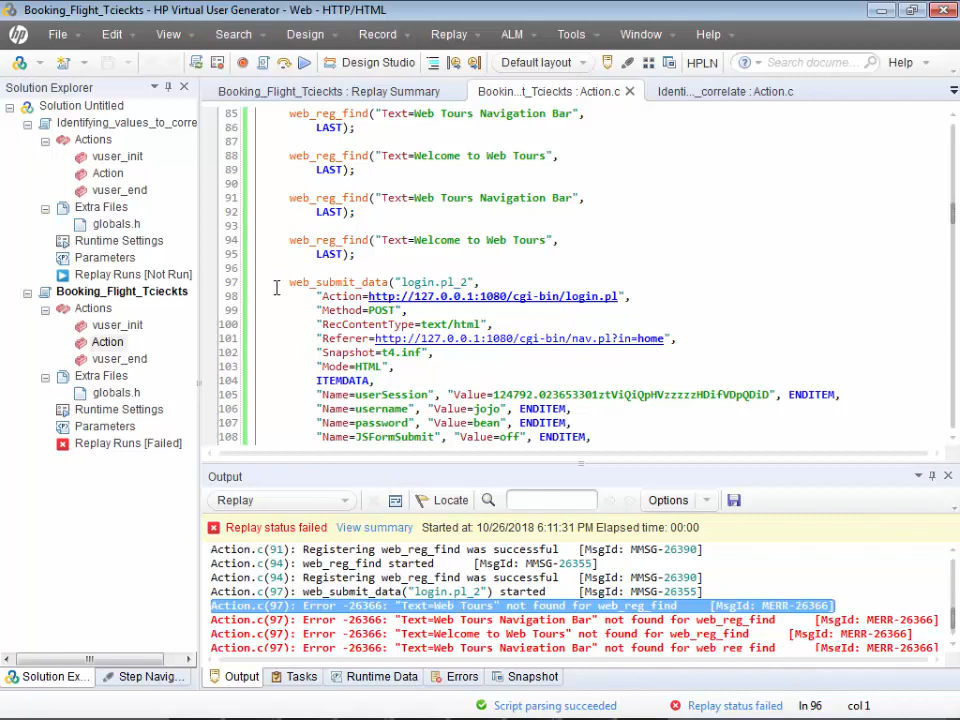 Booking_Flight_Tcieckts - HP Virtual User Generator - Web - HTTP/HTML
hp File Edit View Search Design Record Replay ALM Tools Window Help
Design Studio Default layout HPLN Search docume... Help
Solution Explorer
Booking_Flight_Tcieckts : Replay Summary
Bookin...t_Tcieckts : Action.c
Identi..._correlate : Action.c
Solution Untitled
Identifying_values_to_corre
Actions
vuser_init
Action
vuser_end
Extra Files
globals.h
Runtime Settings
Parameters
Replay Runs [Not Run]
Booking_Flight_Tcieckts
Actions
vuser_init
Action
vuser_end
Extra Files
globals.h
Runtime Settings
Parameters
Replay Runs [Failed]
85 web_reg_find("Text=Web Tours Navigation Bar",
86 LAST);
87
88 web_reg_find("Text=Welcome to Web Tours",
89 LAST);
90
91 web_reg_find("Text=Web Tours Navigation Bar",
92 LAST);
93
94 web_reg_find("Text=Welcome to Web Tours",
95 LAST);
96
97 web_submit_data("login.pl_2",
98 "Action=http://127.0.0.1:1080/cgi-bin/login.pl",
99 "Method=POST",
100 "RecContentType=text/html",
101 "Referer=http://127.0.0.1:1080/cgi-bin/nav.pl?in=home",
102 "Snapshot=t4.inf",
103 "Mode=HTML",
104 ITEMDATA,
105 "Name=userSession", "Value=124792.023653301ztViQiQpHVzzzzzHDifVDpQDiD", ENDITEM,
106 "Name=username", "Value=jojo", ENDITEM,
107 "Name=password", "Value=bean", ENDITEM,
108 "Name=JSFormSubmit", "Value=off", ENDITEM,
Output
Replay Locate Options
Replay status failed View summary Started at: 10/26/2018 6:11:31 PM Elapsed time: 00:00
Action.c(91): Registering web_reg_find was successful [MsgId: MMSG-26390]
Action.c(94): web_reg_find started [MsgId: MMSG-26355]
Action.c(94): Registering web_reg_find was successful [MsgId: MMSG-26390]
Action.c(97): web_submit_data("login.pl_2") started [MsgId: MMSG-26355]
Action.c(97): Error -26366: "Text=Web Tours" not found for web_reg_find [MsgId: MERR-26366]
Action.c(97): Error -26366: "Text=Web Tours Navigation Bar" not found for web_reg_find [MsgId: MERR-26366]
Action.c(97): Error -26366: "Text=Welcome to Web Tours" not found for web_reg_find [MsgId: MERR-26366]
Action.c(97): Error -26366: "Text=Web Tours Navigation Bar" not found for web_reg_find [MsgId: MERR-26366]
Solution Ex... Step Navig... Output Tasks Runtime Data Errors Snapshot
Script parsing succeeded Replay status failed ln 96 col 1